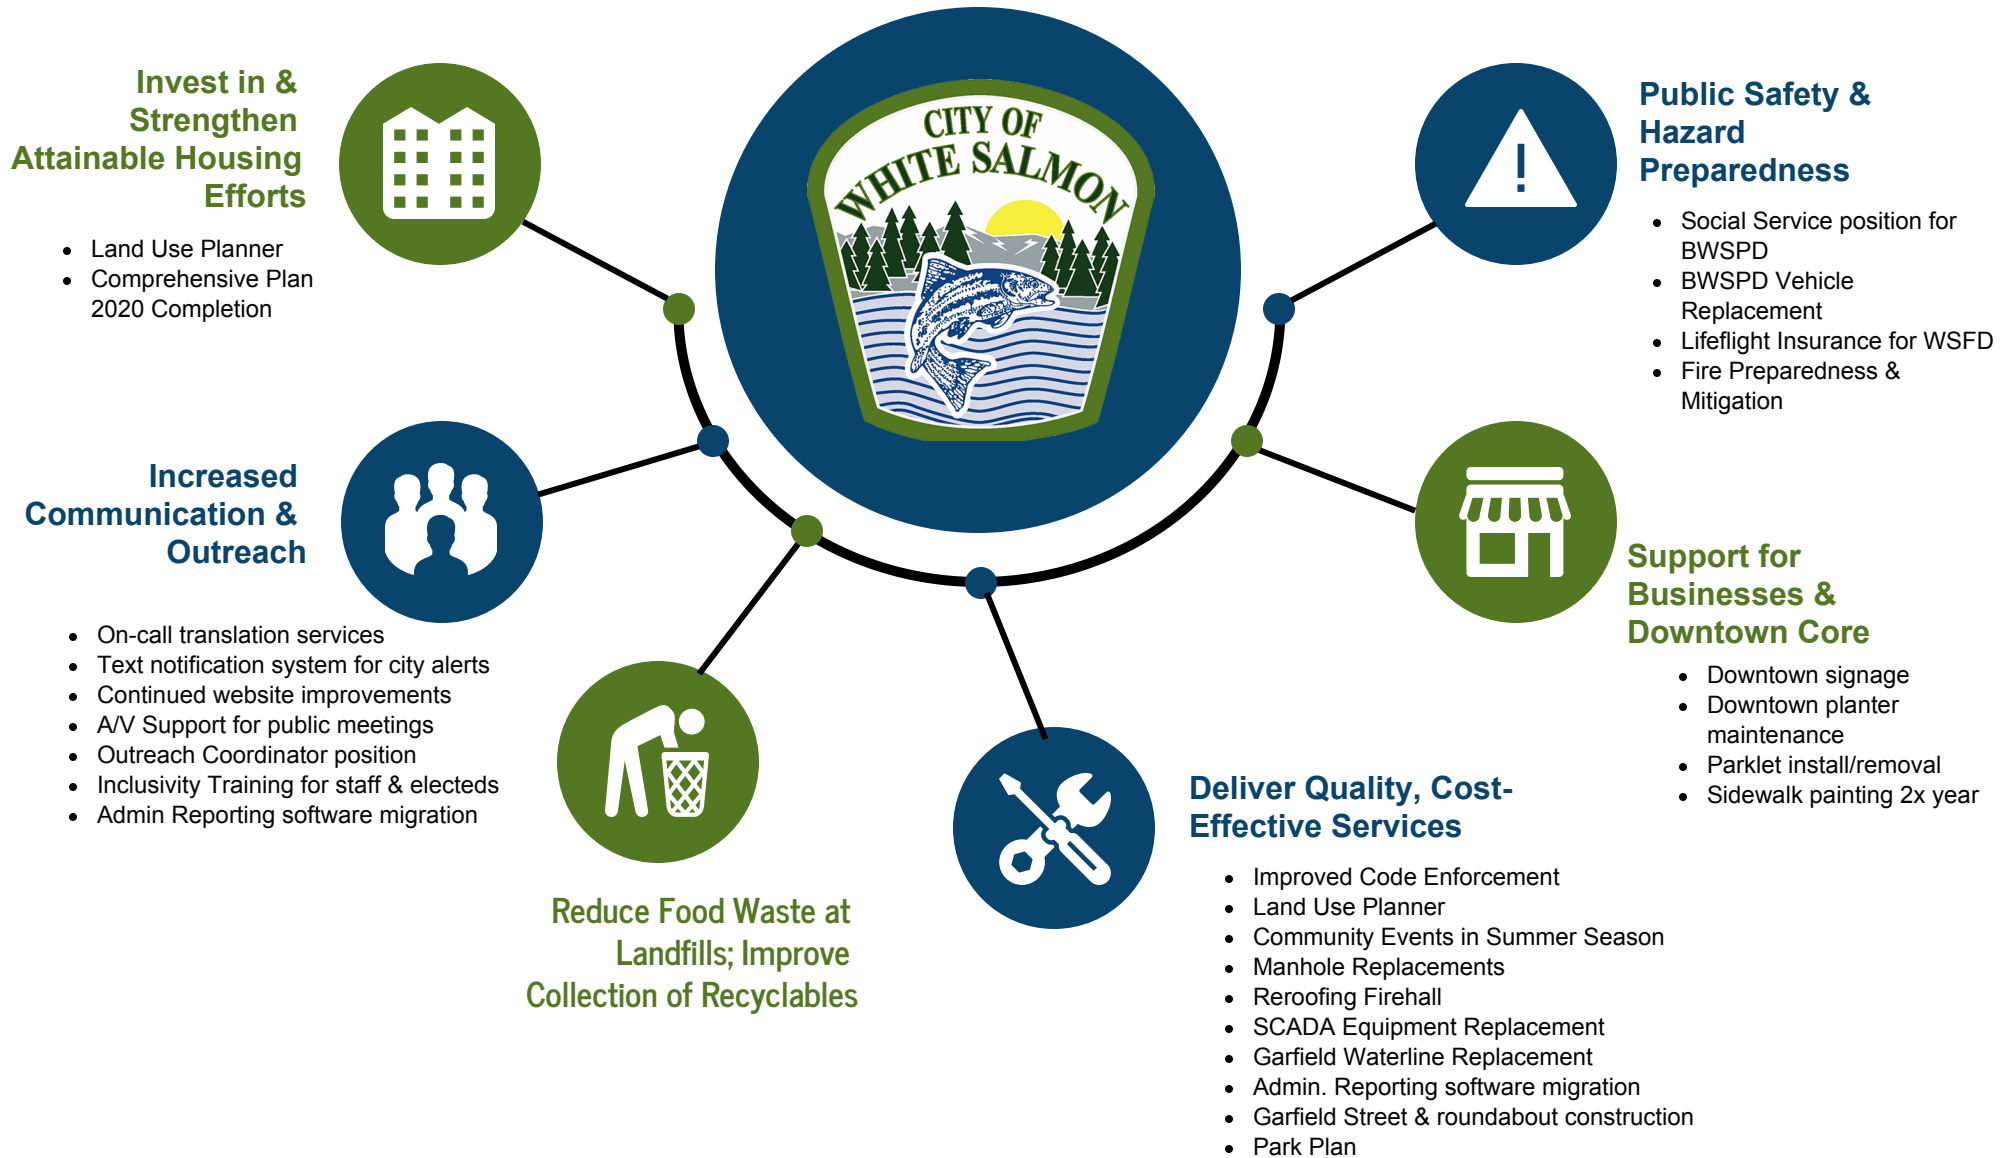 CITY OF
WHITE SALMON
Invest in &
Strengthen
Attainable Housing
Efforts
• Land Use Planner
• Comprehensive Plan
2020 Completion
Increased
Communication &
Outreach
• On-call translation services
• Text notification system for city alerts
• Continued website improvements
• A/V Support for public meetings
• Outreach Coordinator position
• Inclusivity Training for staff & electeds
• Admin Reporting software migration
Reduce Food Waste at
Landfills; Improve
Collection of Recyclables
Deliver Quality, Cost-
Effective Services
• Improved Code Enforcement
• Land Use Planner
• Community Events in Summer Season
• Manhole Replacements
• Reroofing Firehall
• SCADA Equipment Replacement
• Garfield Waterline Replacement
• Admin. Reporting software migration
• Garfield Street & roundabout construction
• Park Plan
Public Safety &
Hazard
Preparedness
• Social Service position for
BWSPD
• BWSPD Vehicle
Replacement
• Lifeflight Insurance for WSFD
• Fire Preparedness &
Mitigation
Support for
Businesses &
Downtown Core
• Downtown signage
• Downtown planter
maintenance
• Parklet install/removal
• Sidewalk painting 2x year